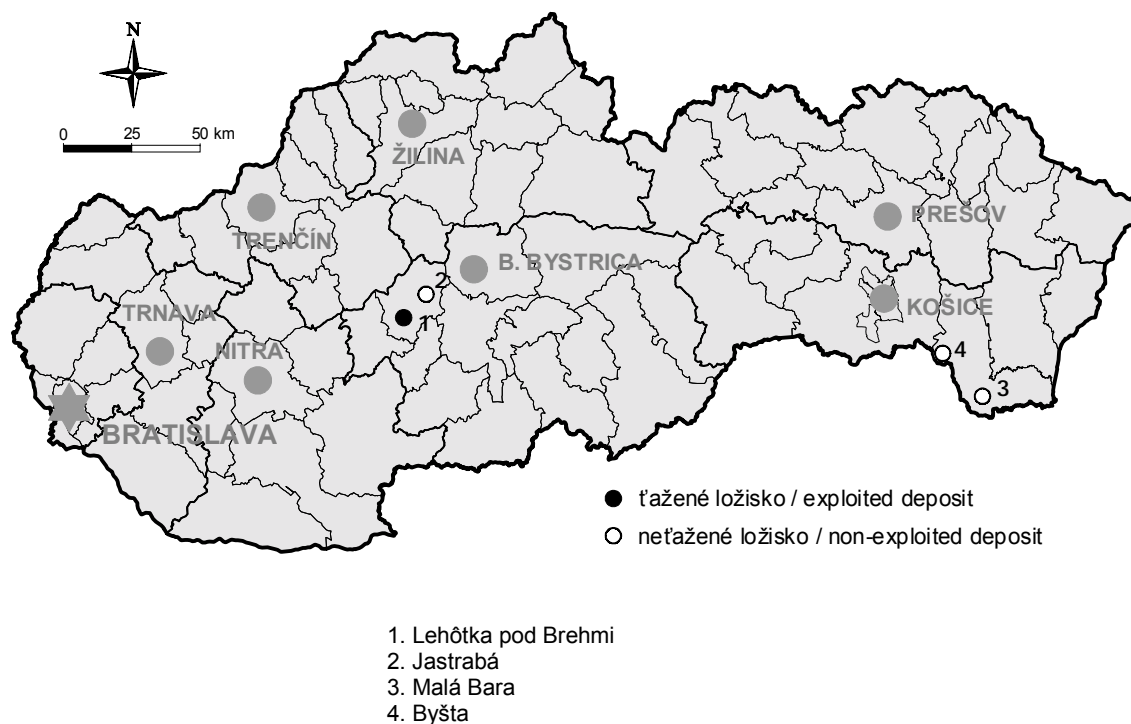 N
0 25 50 km
ŽILINA
TRENČÍN
PREŠOV
B. BYSTRICA
2
TRNAVA
1
KOŠICE
NITRA
4
3
BRATISLAVA
ťažené ložisko / exploited deposit
neťažené ložisko / non-exploited deposit
1. Lehôtka pod Brehmi
2. Jastrabá
3. Malá Bara
4. Byšta